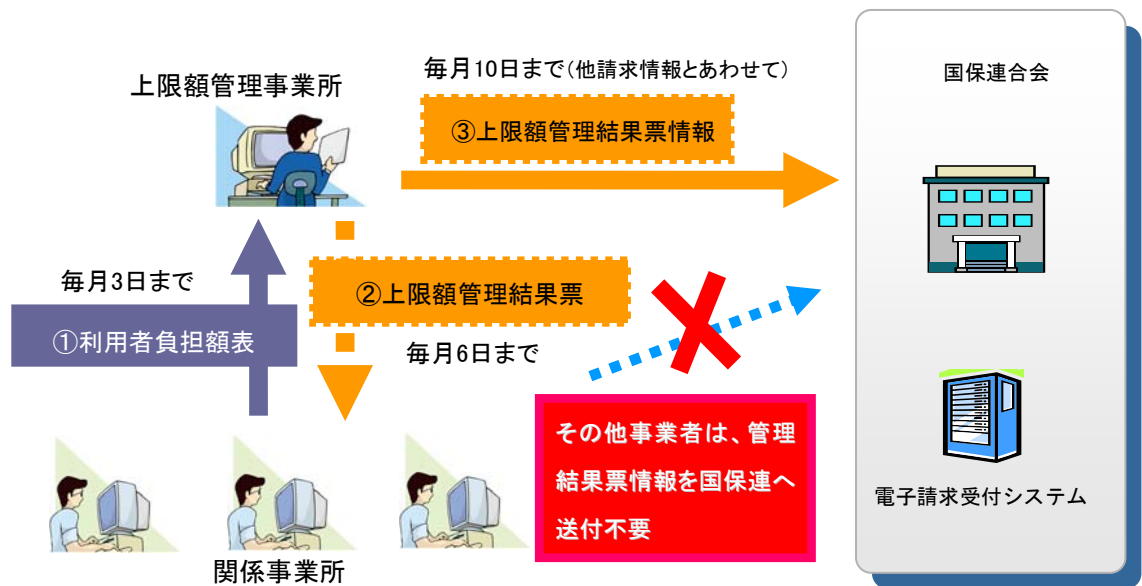 毎月10日まで(他請求情報とあわせて)
国保連合会
上限額管理事業所
③上限額管理結果票情報
毎月3日まで
②上限額管理結果票
①利用者負担額表
毎月6日まで
その他事業者は、管理
結果票情報を国保連へ
送付不要
電子請求受付システム
関係事業所